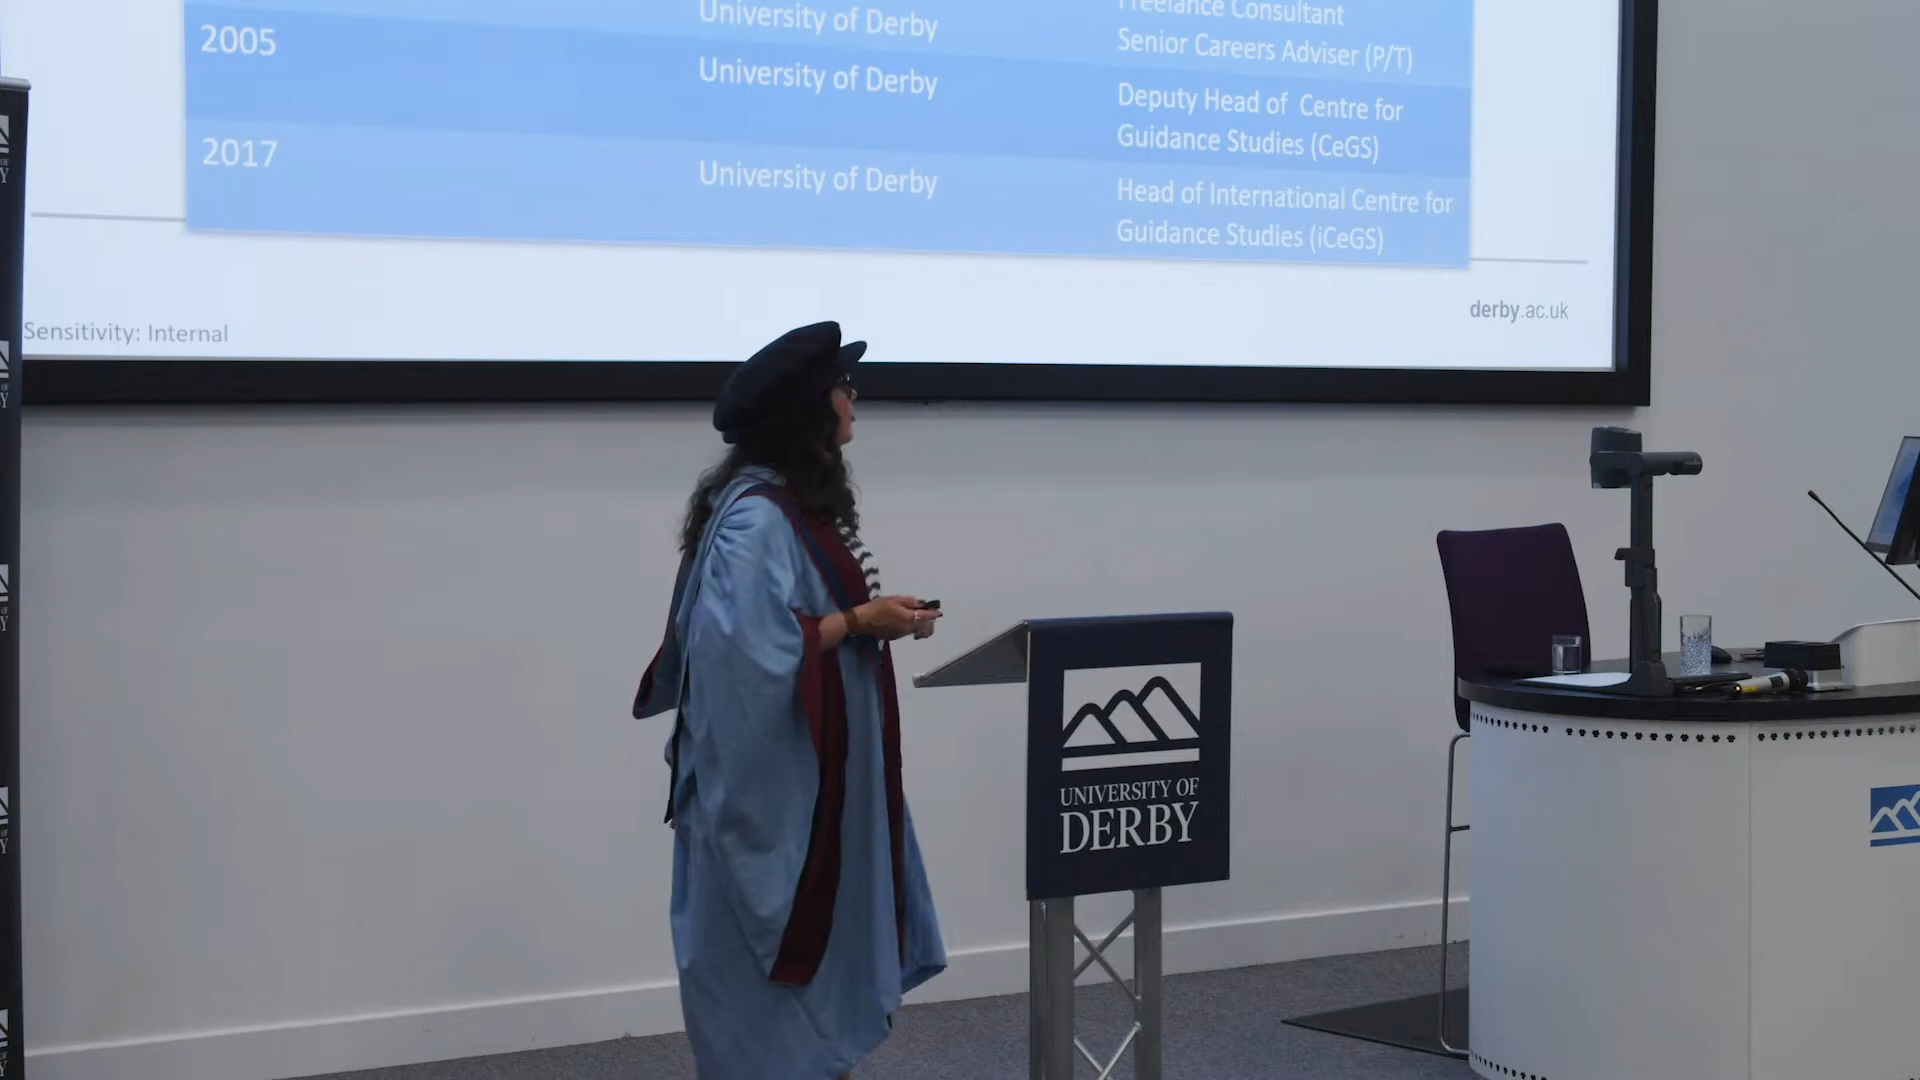 University of Derby
Freelance Consultant
Senior Careers Adviser (P/T)
2005
University of Derby
Deputy Head of Centre for
Guidance Studies (CeGS)
2017
University of Derby
Head of International Centre for
Guidance Studies (iCeGS)
derby.ac.uk
Sensitivity: Internal
UNIVERSITY OF
DERBY